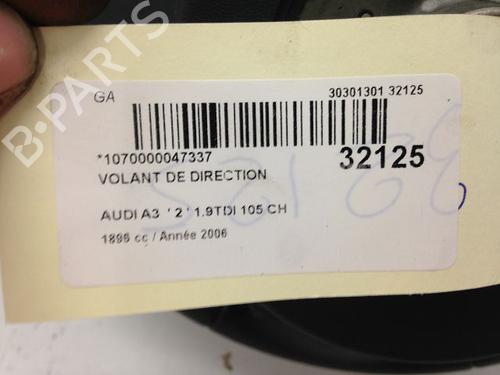 GA
30301301 32125
*1070000047337
32125
VOLANT DE DIRECTION
AUDI A3 ' 2 ' 1.9TDI 105 CH
1896 cc / Année 2006
B-PARTS